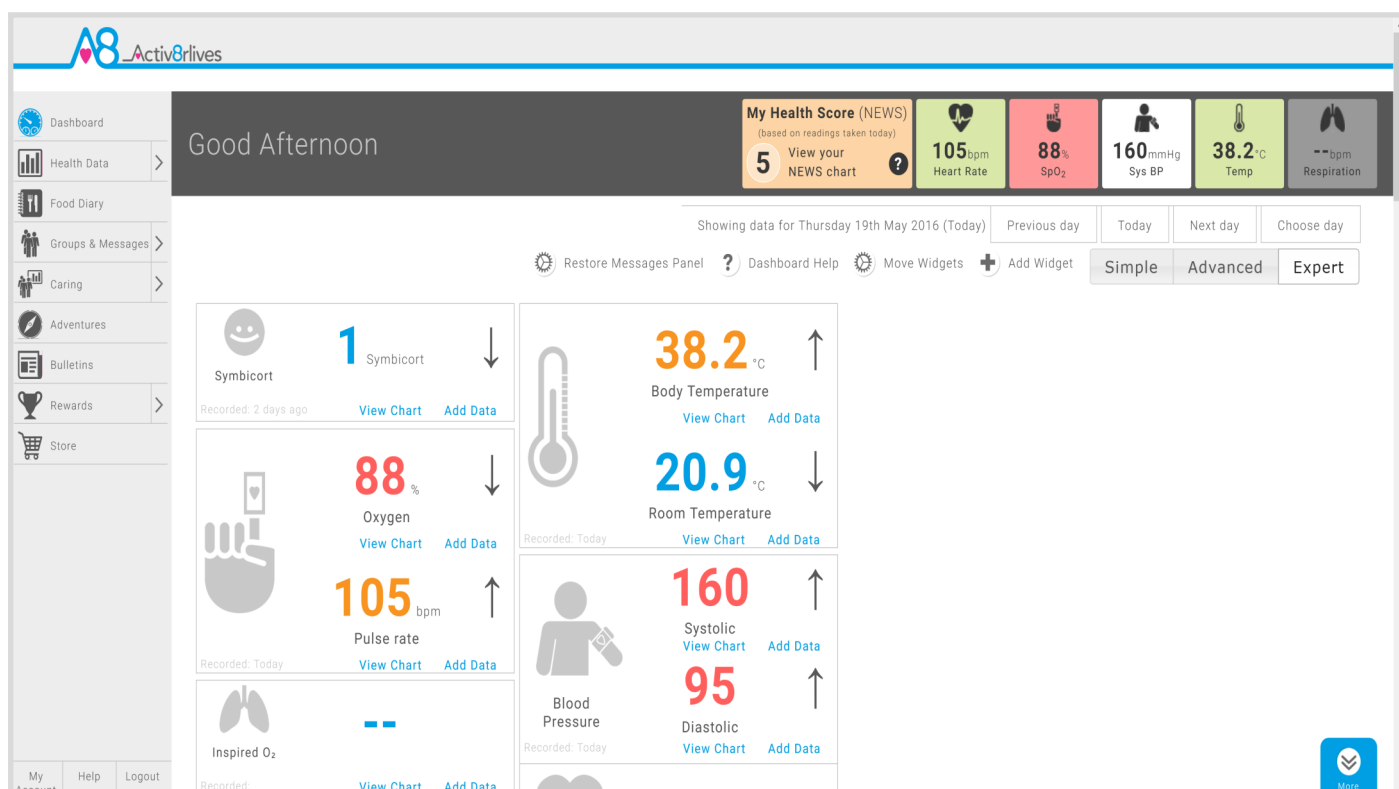 A8 Activ8rlives
Dashboard
Health Data
Food Diary
Groups & Messages
Caring
Adventures
Bulletins
Rewards
Store
My Account
Help
Logout
Good Afternoon
My Health Score (NEWS)
(based on readings taken today)
5 View your
NEWS chart ?
105bpm
Heart Rate
88%
SpO₂
160mmHg
Sys BP
38.2°C
Temp
--bpm
Respiration
Showing data for Thursday 19th May 2016 (Today)
Previous day
Today
Next day
Choose day
Restore Messages Panel
? Dashboard Help
Move Widgets
Add Widget
Simple
Advanced
Expert
Symbicort
1 Symbicort
Recorded: 2 days ago
View Chart Add Data
88 %
Oxygen
View Chart Add Data
105 bpm
Pulse rate
Recorded: Today
View Chart Add Data
Inspired O₂
--
Recorded:
View Chart Add Data
38.2 °C
Body Temperature
View Chart Add Data
20.9 °C
Room Temperature
Recorded: Today
View Chart Add Data
160
Systolic
View Chart Add Data
95
Blood
Pressure
Diastolic
Recorded: Today
View Chart Add Data
More